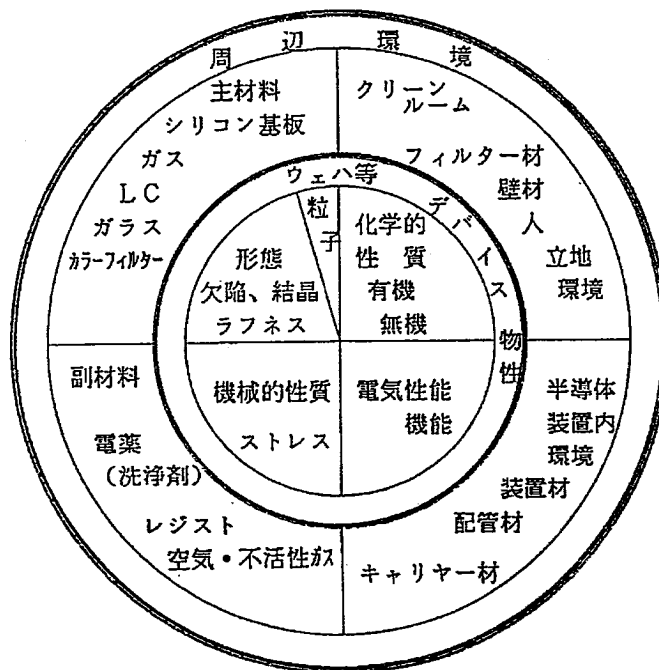 周辺環境
主材料
シリコン基板
ガス
LC
ガラス
カラーフィルター
クリーン
ルーム
フィルター材
壁材
人
立地
環境
ウェハ等
デバイス
物性
粒子
形態
欠陥、結晶
ラフネス
化学的
性質
有機
無機
機械的性質
ストレス
電気性能
機能
副材料
電薬
（洗浄剤）
レジスト
空気・不活性ガス
半導体
装置内
環境
装置材
配管材
キャリヤー材